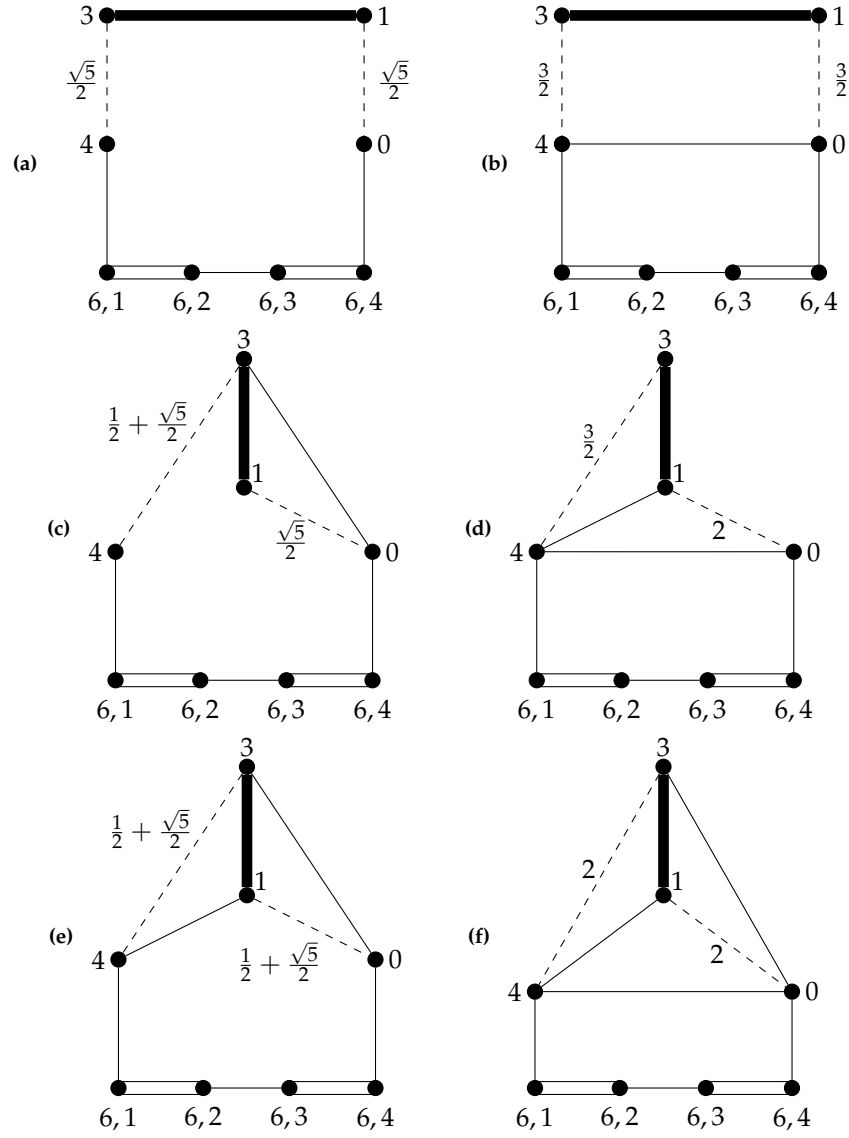 3 1 3 1
√5/2 √5/2 3/2 3/2
4 0 4 0
(a) (b)
6,1 6,2 6,3 6,4 6,1 6,2 6,3 6,4
3 3
1/2 + √5/2 3/2
1 1
(c) √5/2 (d) 2
4 0 4 0
6,1 6,2 6,3 6,4 6,1 6,2 6,3 6,4
3 3
1/2 + √5/2 2
1 1
(e) 1/2 + √5/2 (f) 2
4 0 4 0
6,1 6,2 6,3 6,4 6,1 6,2 6,3 6,4